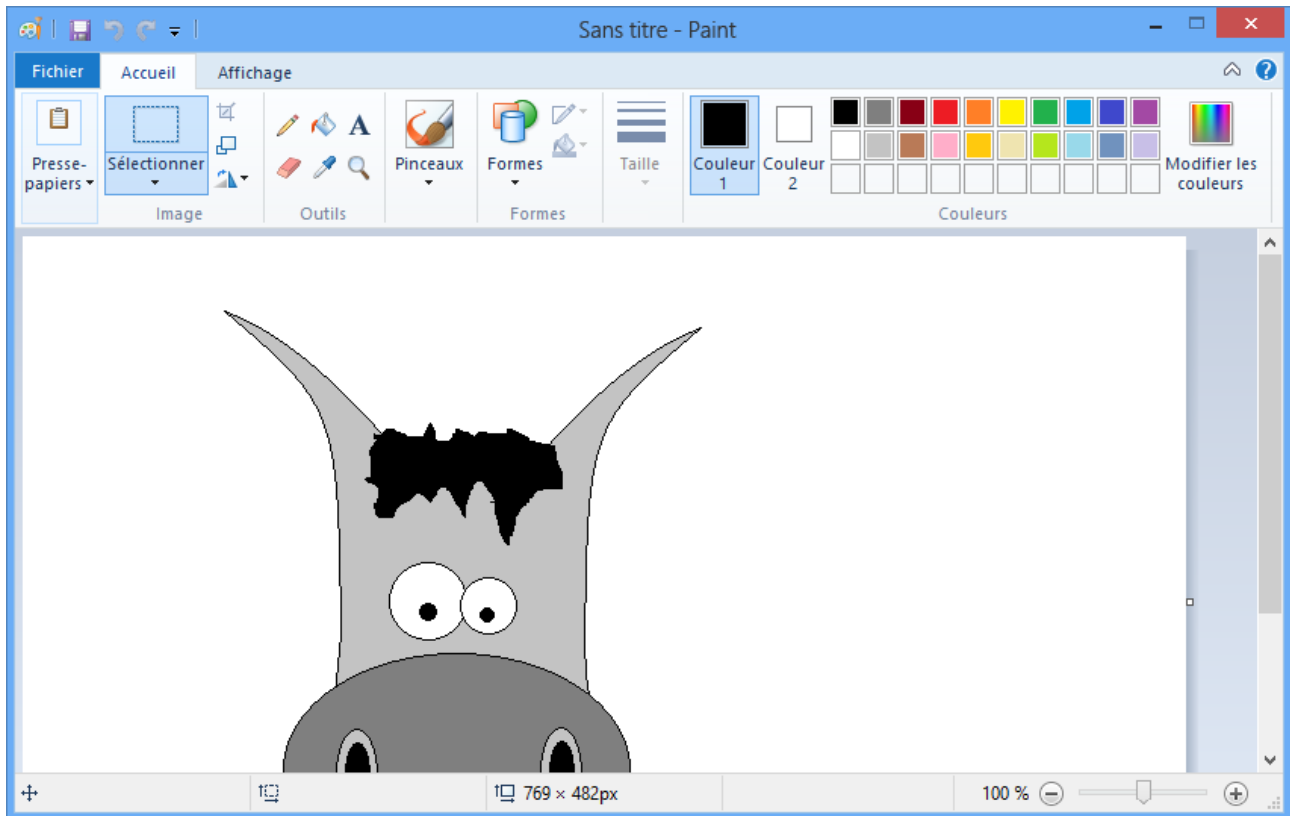 Sans titre - Paint
Fichier
Accueil
Affichage
Presse-
papiers
Sélectionner
Image
A
Outils
Pinceaux
Formes
Formes
Taille
Couleur
1
Couleur
2
Modifier les
couleurs
Couleurs
769 × 482px
100 %